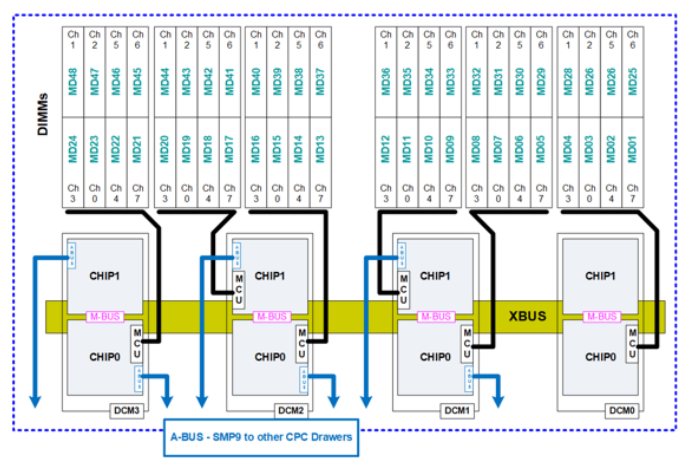 Ch Ch Ch Ch Ch Ch Ch Ch Ch Ch Ch Ch Ch Ch Ch Ch Ch Ch Ch Ch Ch Ch Ch Ch
1 2 5 6 1 2 5 6 1 2 5 6 1 2 5 6 1 2 5 6 1 2 5 6
MD48 MD47 MD46 MD45 MD44 MD43 MD42 MD41 MD40 MD39 MD38 MD37 MD36 MD35 MD34 MD33 MD32 MD31 MD30 MD29 MD28 MD26 MD26 MD25
DIMMs
MD24 MD23 MD22 MD21 MD20 MD19 MD18 MD17 MD16 MD15 MD14 MD13 MD12 MD11 MD10 MD09 MD08 MD07 MD06 MD05 MD04 MD03 MD02 MD01
Ch Ch Ch Ch Ch Ch Ch Ch Ch Ch Ch Ch Ch Ch Ch Ch Ch Ch Ch Ch Ch Ch Ch Ch
3 0 4 7 3 0 4 7 3 0 4 7 3 0 4 7 3 0 4 7 3 0 4 7
ABUS ABUS ABUS
CHIP1 CHIP1 CHIP1 CHIP1
MCU MCU
M-BUS M-BUS M-BUS XBUS M-BUS
MCU MCU MCU MCU
CHIP0 CHIP0 CHIP0 CHIP0
ABUS ABUS ABUS
DCM3 DCM2 DCM1 DCM0
A-BUS - SMP9 to other CPC Drawers